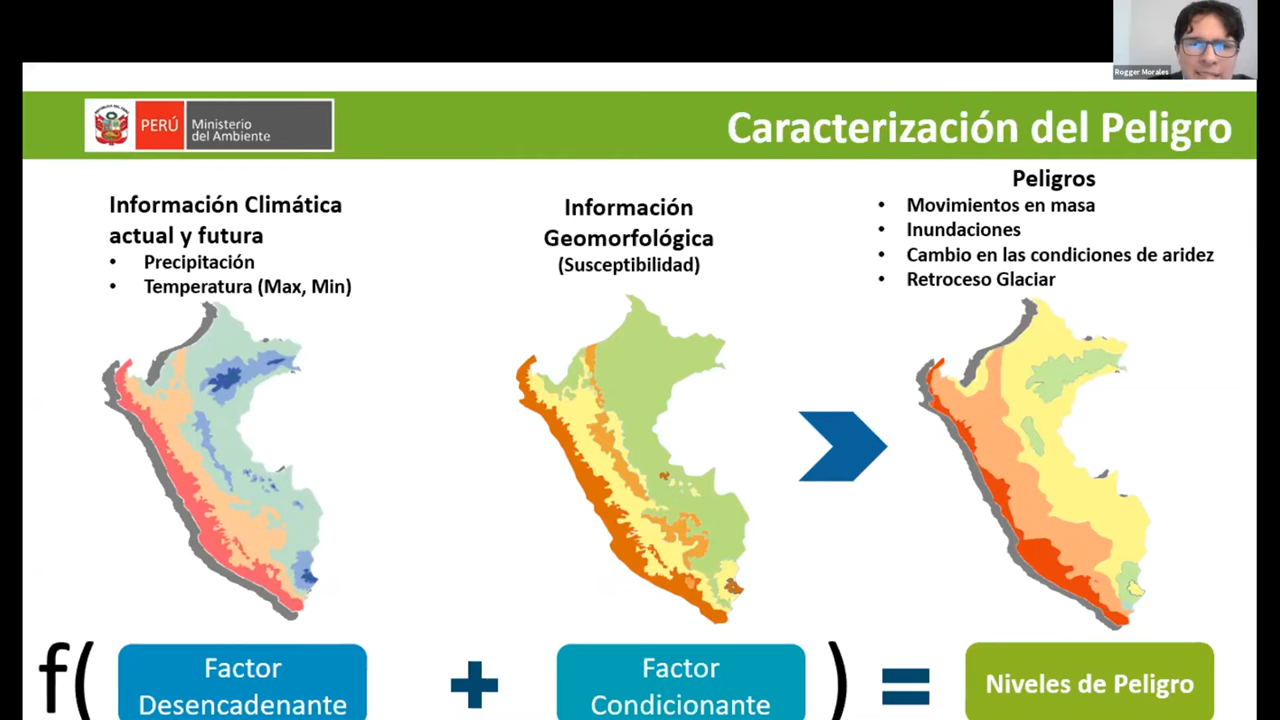 Rogger Morales
PERÚ
Ministerio
del Ambiente
Caracterización del Peligro
Información Climática
actual y futura
• Precipitación
• Temperatura (Max, Min)
Información
Geomorfológica
(Susceptibilidad)
Peligros
• Movimientos en masa
• Inundaciones
• Cambio en las condiciones de aridez
• Retroceso Glaciar
f(
Factor
Desencadenante
+
Factor
Condicionante
)
=
Niveles de Peligro